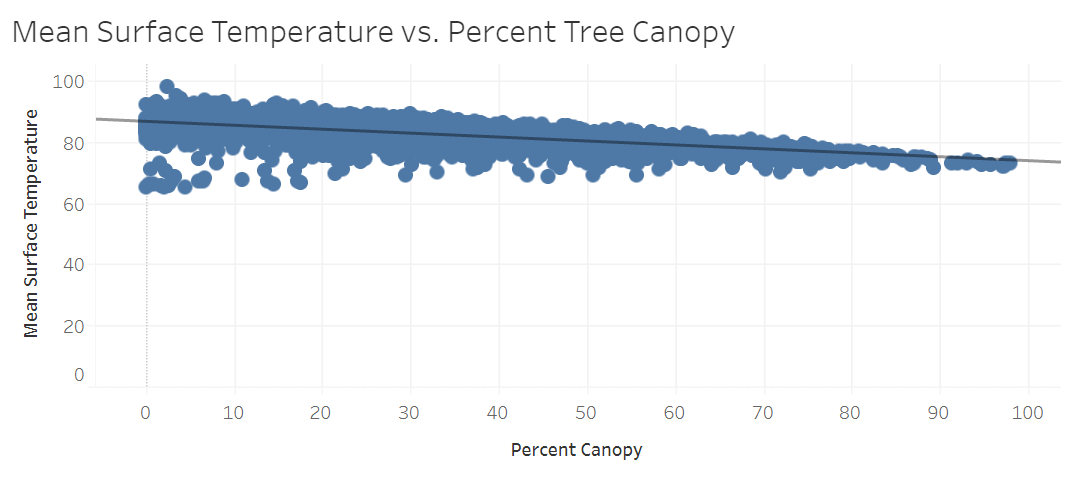 Mean Surface Temperature vs. Percent Tree Canopy
Mean Surface Temperature
100
80
60
40
20
0
0 10 20 30 40 50 60 70 80 90 100
Percent Canopy